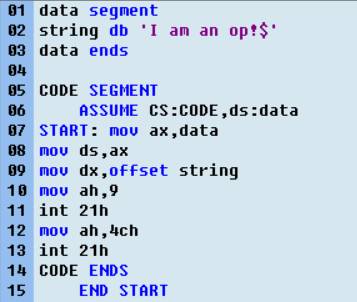 01 data segment
02 string db 'I am an op!$'
03 data ends
04
05 CODE SEGMENT
06     ASSUME CS:CODE,ds:data
07 START: mov ax,data
08 mov ds,ax
09 mov dx,offset string
10 mov ah,9
11 int 21h
12 mov ah,4ch
13 int 21h
14 CODE ENDS
15     END START